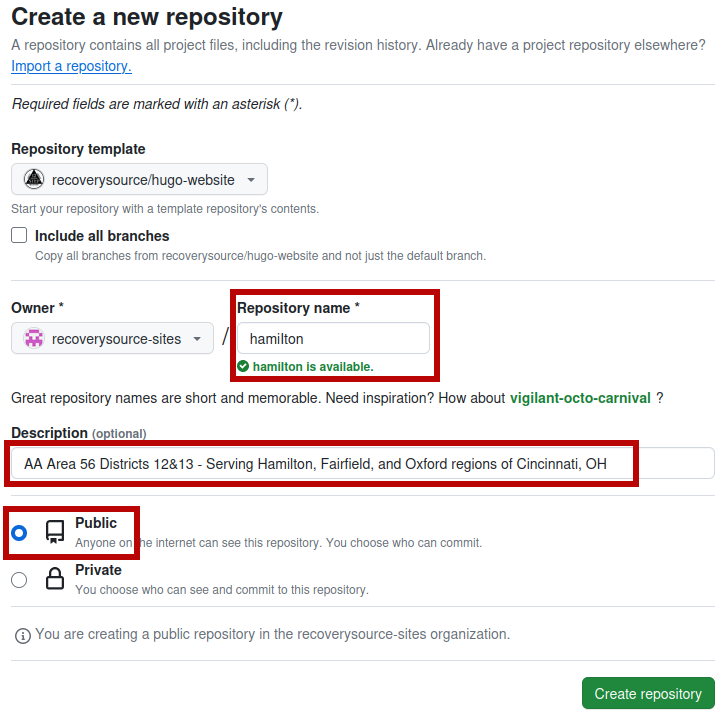 Create a new repository
A repository contains all project files, including the revision history. Already have a project repository elsewhere?
Import a repository.
Required fields are marked with an asterisk (*).
Repository template
recoverysource/hugo-website
Start your repository with a template repository's contents.
Include all branches
Copy all branches from recoverysource/hugo-website and not just the default branch.
Owner * Repository name *
recoverysource-sites / hamilton
hamilton is available.
Great repository names are short and memorable. Need inspiration? How about vigilant-octo-carnival ?
Description (optional)
AA Area 56 Districts 12&13 - Serving Hamilton, Fairfield, and Oxford regions of Cincinnati, OH
Public
Anyone on the internet can see this repository. You choose who can commit.
Private
You choose who can see and commit to this repository.
You are creating a public repository in the recoverysource-sites organization.
Create repository